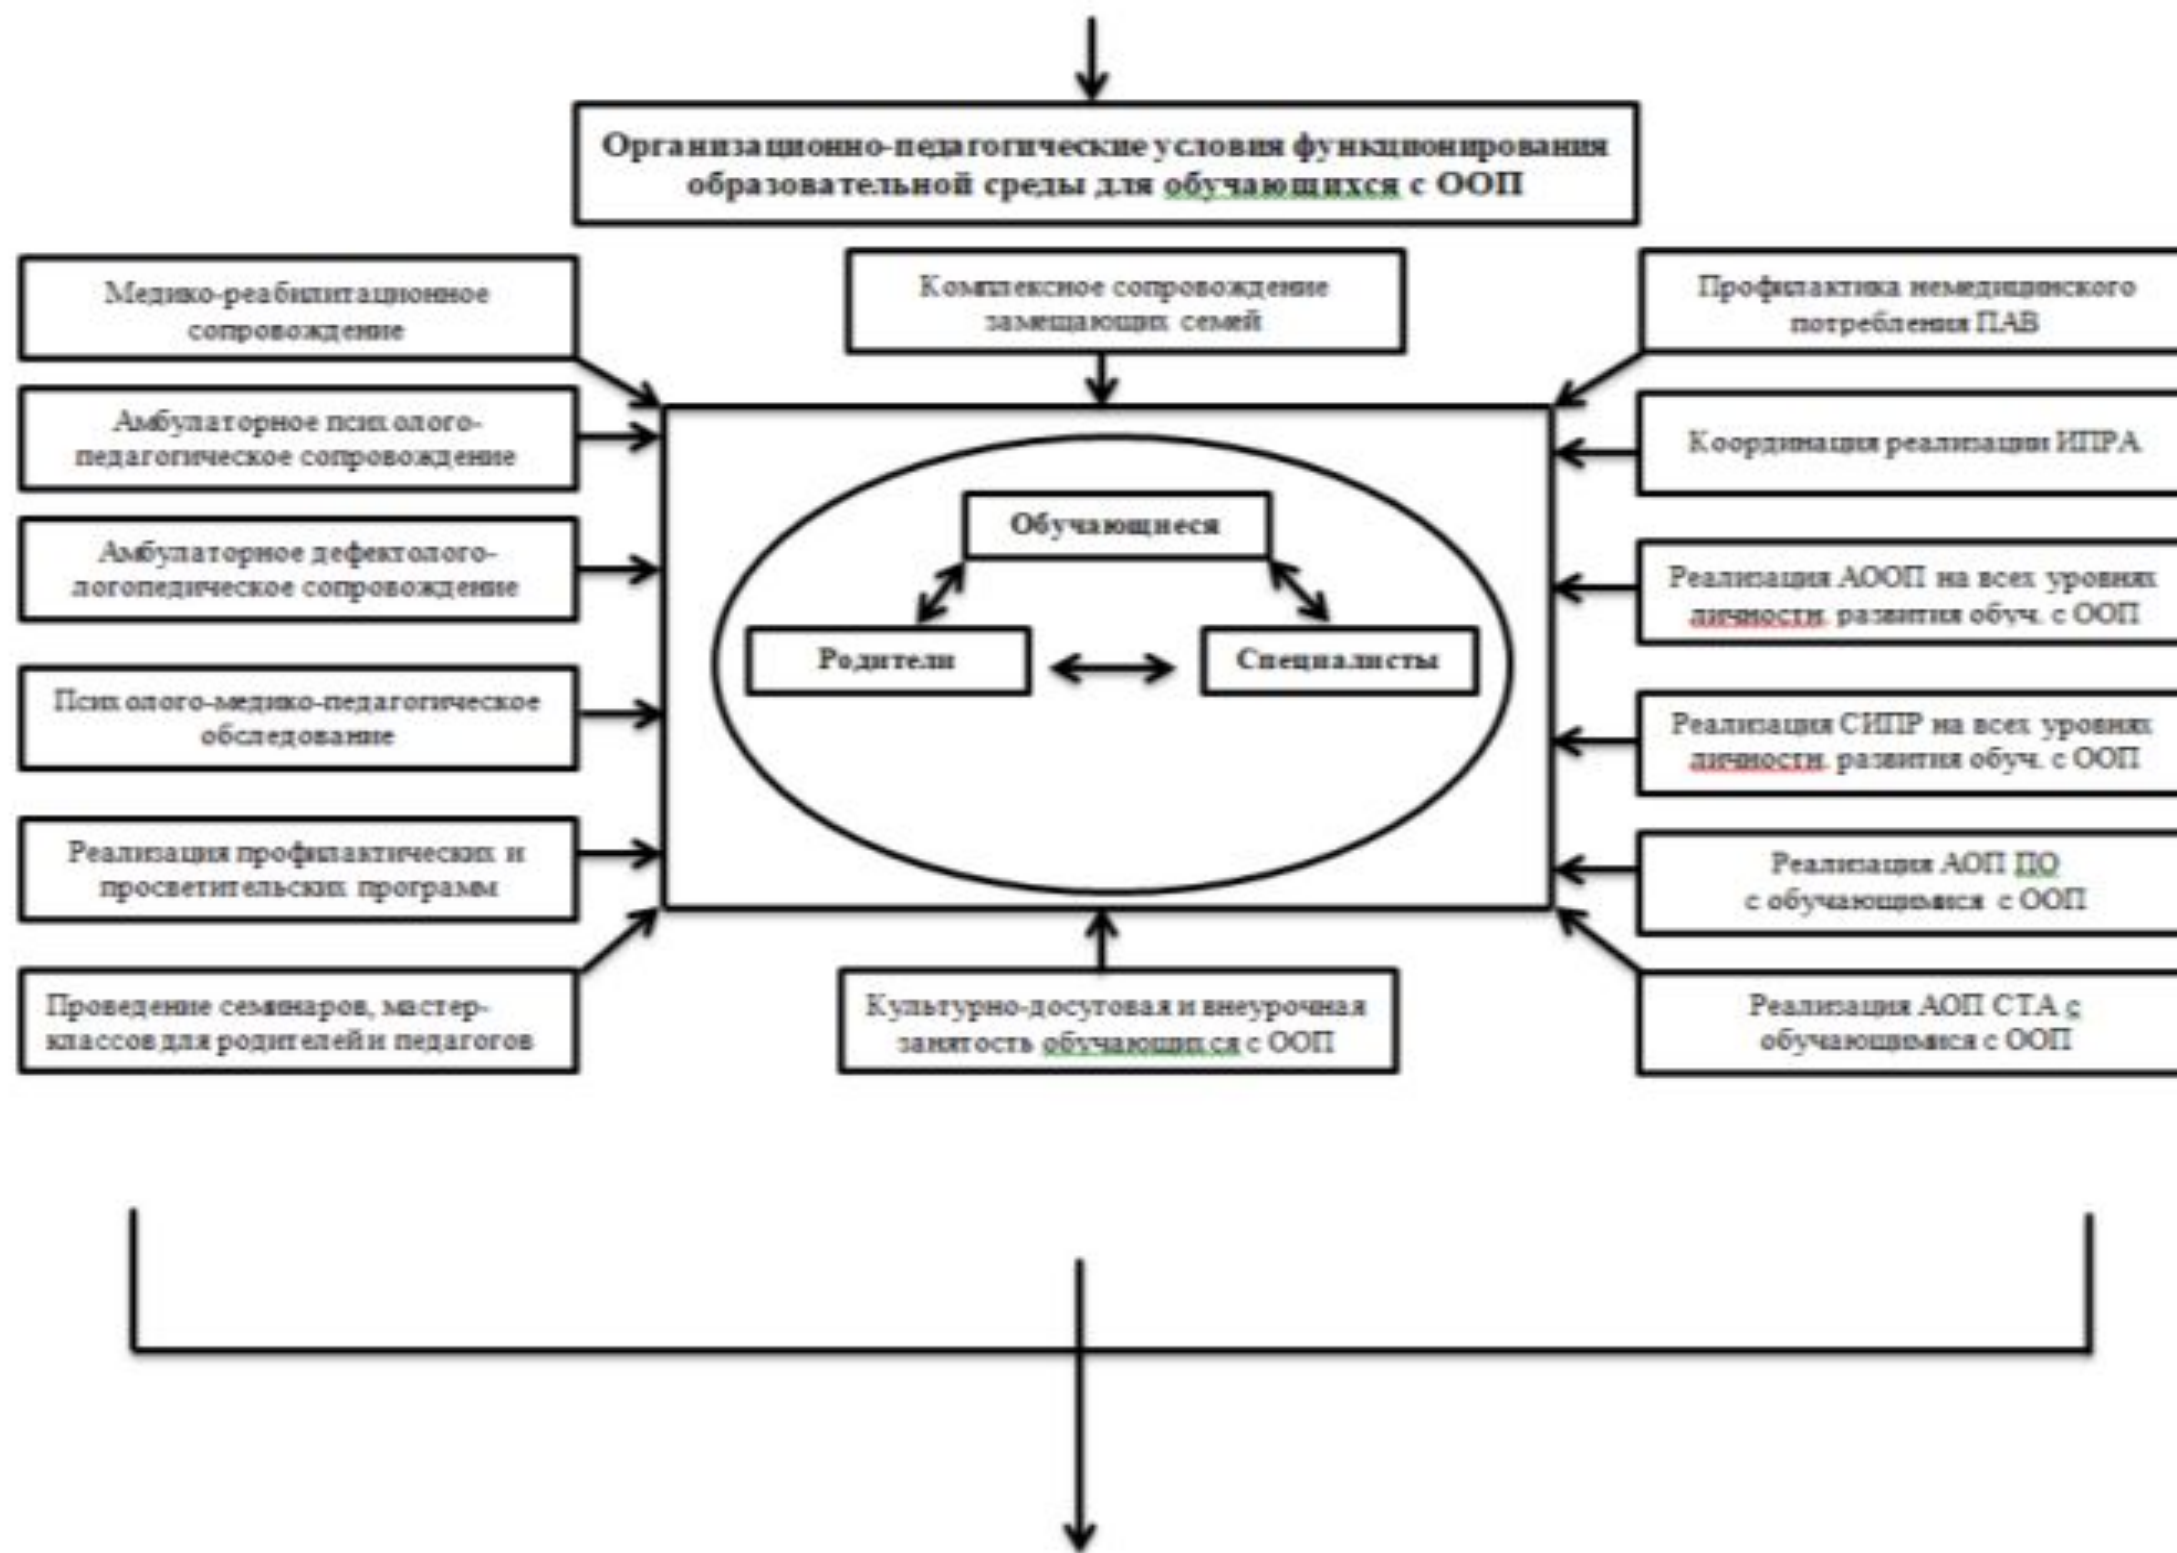 Организационно-педагогические условия функционирования
образовательной среды для обучающихся с ООП
Медико-реабилитационное
сопровождение
Комплексное сопровождение
замещающих семей
Профилактика немедицинского
потребления ПАВ
Амбулаторное психолого-
педагогическое сопровождение
Координация реализации ИПРА
Обучающиеся
Амбулаторное дефектолого-
логопедическое сопровождение
Реализация АООП на всех уровнях
личностн. развития обуч. с ООП
Родители
Специалисты
Психолого-медико-педагогическое
обследование
Реализация СИПР на всех уровнях
личностн. развития обуч. с ООП
Реализация профилактических и
просветительских программ
Реализация АОП ПО
с обучающимися с ООП
Проведение семинаров, мастер-
классов для родителей и педагогов
Культурно-досуговая и внеурочная
занятость обучающихся с ООП
Реализация АОП СТА с
обучающимися с ООП